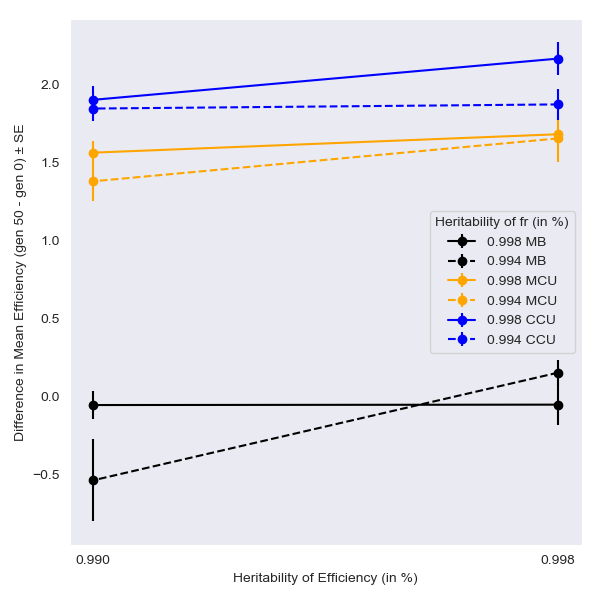 Difference in Mean Efficiency (gen 50 - gen 0) ± SE
2.0
1.5
1.0
0.5
0.0
−0.5
Heritability of fr (in %)
0.998 MB
0.994 MB
0.998 MCU
0.994 MCU
0.998 CCU
0.994 CCU
0.990
0.998
Heritability of Efficiency (in %)